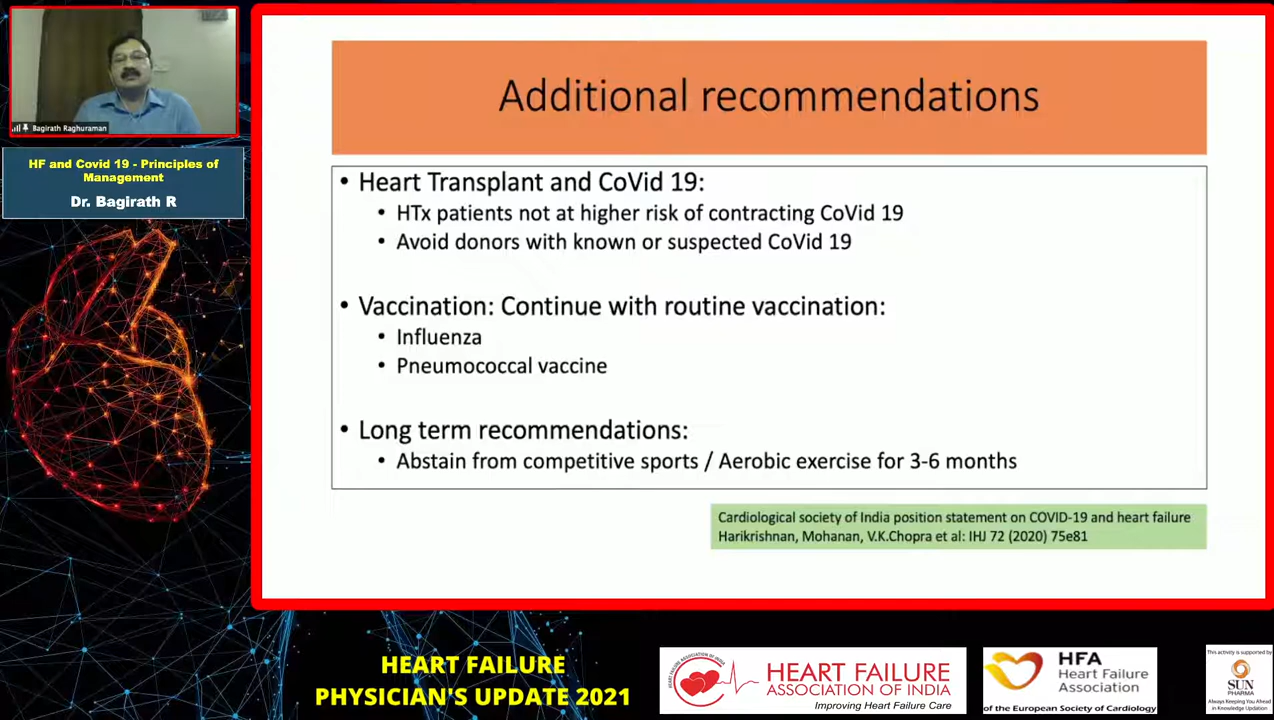 Bagirath Raghuraman
HF and Covid 19 - Principles of
Management
Dr. Bagirath R
Additional recommendations
• Heart Transplant and CoVid 19:
• HTx patients not at higher risk of contracting CoVid 19
• Avoid donors with known or suspected CoVid 19
• Vaccination: Continue with routine vaccination:
• Influenza
• Pneumococcal vaccine
• Long term recommendations:
• Abstain from competitive sports / Aerobic exercise for 3-6 months
Cardiological society of India position statement on COVID-19 and heart failure
Harikrishnan, Mohanan, V.K.Chopra et al: IHJ 72 (2020) 75e81
HEART FAILURE
PHYSICIAN'S UPDATE 2021
HEART FAILURE ASSOCIATION OF INDIA
HEART FAILURE
ASSOCIATION OF INDIA
Improving Heart Failure Care
HFA
Heart Failure
Association
of the European Society of Cardiology
This activity is supported by
SUN
PHARMA
Always Keeping You Ahead
in Knowledge Updation